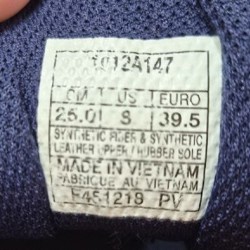 1012A147
CM US EURO
25.0 8 39.5
SYNTHETIC FIBER & SYNTHETIC
LEATHER UPPER / RUBBER SOLE
MADE IN VIETNAM
FABRIQUE AU VIETNAM
F451219 PV